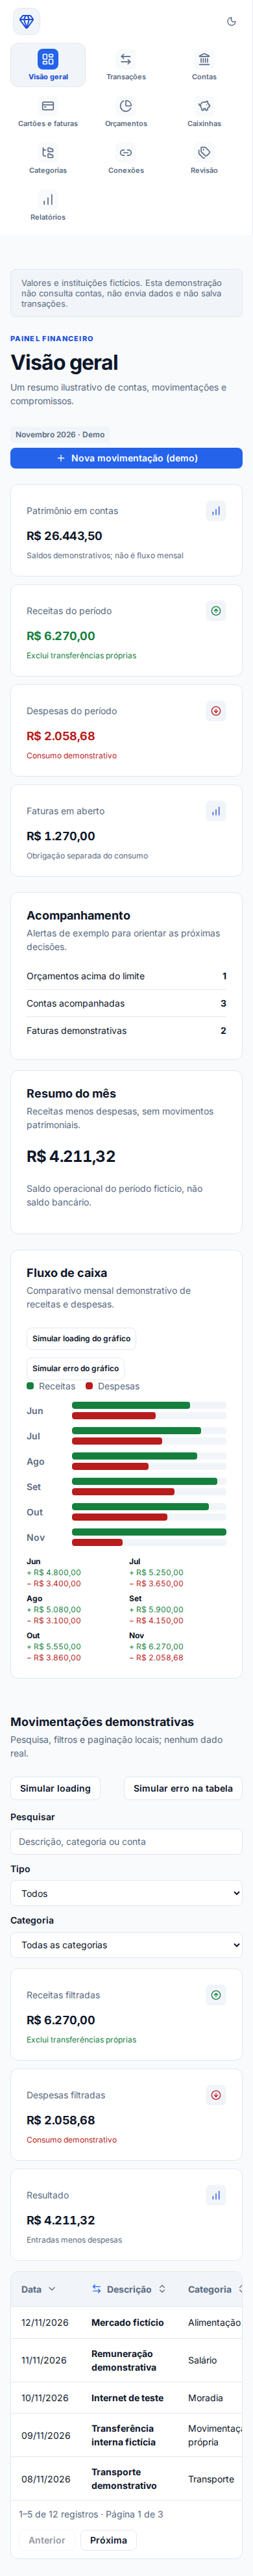 Visão geral
Transações
Contas
Cartões e faturas
Orçamentos
Caixinhas
Categorias
Conexões
Revisão
Relatórios
Valores e instituições fictícios. Esta demonstração
não consulta contas, não envia dados e não salva
transações.
PAINEL FINANCEIRO
Visão geral
Um resumo ilustrativo de contas, movimentações e
compromissos.
Novembro 2026 · Demo
Nova movimentação (demo)
Patrimônio em contas
R$ 26.443,50
Saldos demonstrativos; não é fluxo mensal
Receitas do período
R$ 6.270,00
Exclui transferências próprias
Despesas do período
R$ 2.058,68
Consumo demonstrativo
Faturas em aberto
R$ 1.270,00
Obrigação separada do consumo
Acompanhamento
Alertas de exemplo para orientar as próximas
decisões.
Orçamentos acima do limite 1
Contas acompanhadas 3
Faturas demonstrativas 2
Resumo do mês
Receitas menos despesas, sem movimentos
patrimoniais.
R$ 4.211,32
Saldo operacional do período fictício, não
saldo bancário.
Fluxo de caixa
Comparativo mensal demonstrativo de
receitas e despesas.
Simular loading do gráfico
Simular erro do gráfico
Receitas Despesas
Jun
Jul
Ago
Set
Out
Nov
Jun Jul
+ R$ 4.800,00 + R$ 5.250,00
− R$ 3.400,00 − R$ 3.650,00
Ago Set
+ R$ 5.080,00 + R$ 5.900,00
− R$ 3.100,00 − R$ 4.150,00
Out Nov
+ R$ 5.550,00 + R$ 6.270,00
− R$ 3.860,00 − R$ 2.058,68
Movimentações demonstrativas
Pesquisa, filtros e paginação locais; nenhum dado
real.
Simular loading Simular erro na tabela
Pesquisar
Descrição, categoria ou conta
Tipo
Todos
Categoria
Todas as categorias
Receitas filtradas
R$ 6.270,00
Exclui transferências próprias
Despesas filtradas
R$ 2.058,68
Consumo demonstrativo
Resultado
R$ 4.211,32
Entradas menos despesas
Data Descrição Categoria
12/11/2026 Mercado fictício Alimentação
11/11/2026 Remuneração demonstrativa Salário
10/11/2026 Internet de teste Moradia
09/11/2026 Transferência interna fictícia Movimentaç própria
08/11/2026 Transporte demonstrativo Transporte
1–5 de 12 registros · Página 1 de 3
Anterior Próxima